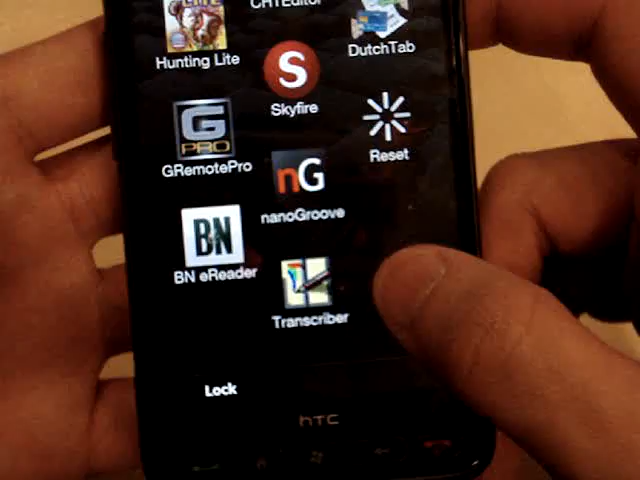 CHTEditor
Hunting Lite
DutchTab
S
Skyfire
G
PRO
GRemotePro
Reset
nG
nanoGroove
BN
BN eReader
Transcriber
Lock
hTC